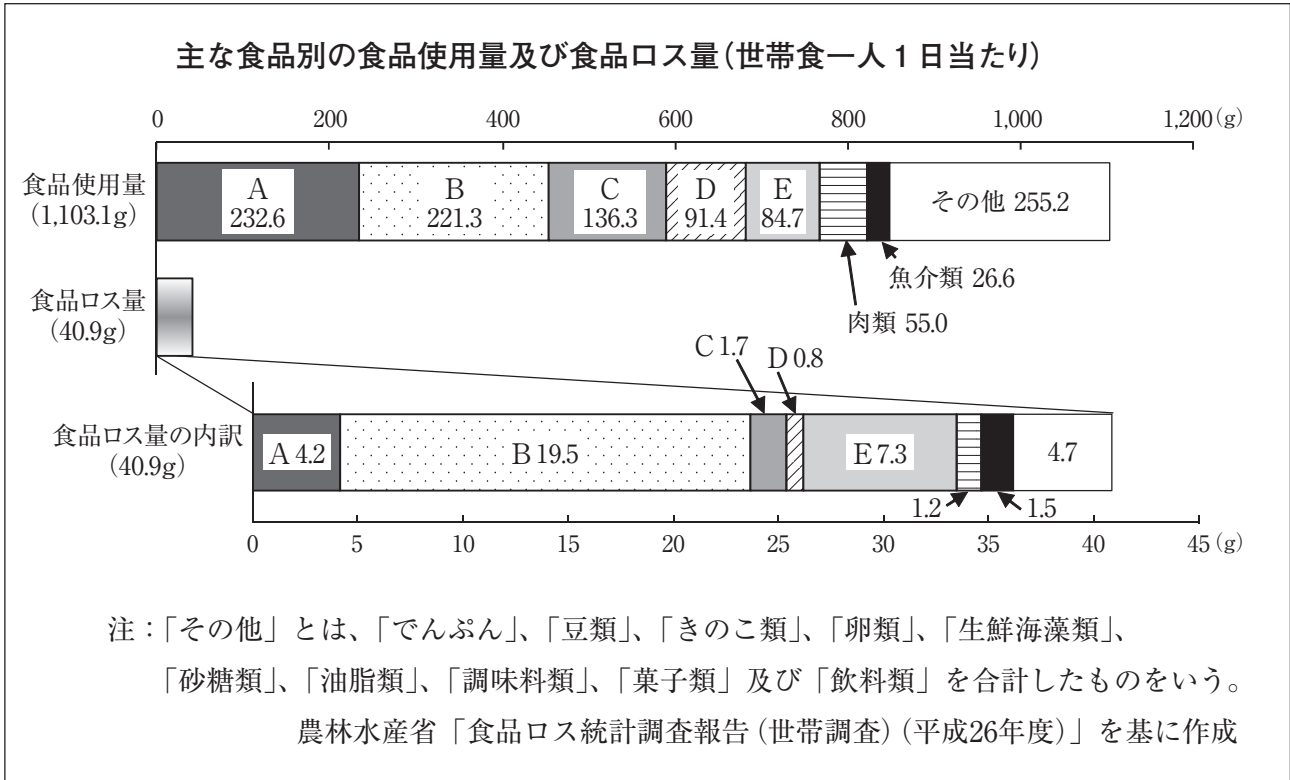 主な食品別の食品使用量及び食品ロス量(世帯食一人1日当たり)
0 200 400 600 800 1,000 1,200(g)
食品使用量
(1,103.1g)
A
232.6
B
221.3
C
136.3
D
91.4
E
84.7
その他 255.2
魚介類 26.6
肉類 55.0
食品ロス量
(40.9g)
C 1.7
D 0.8
食品ロス量の内訳
(40.9g)
A 4.2
B 19.5
E 7.3
4.7
1.2
1.5
0 5 10 15 20 25 30 35 40 45(g)
注:「その他」とは、「でんぷん」、「豆類」、「きのこ類」、「卵類」、「生鮮海藻類」、
「砂糖類」、「油脂類」、「調味料類」、「菓子類」及び「飲料類」を合計したものをいう。
農林水産省「食品ロス統計調査報告(世帯調査)(平成26年度)」を基に作成